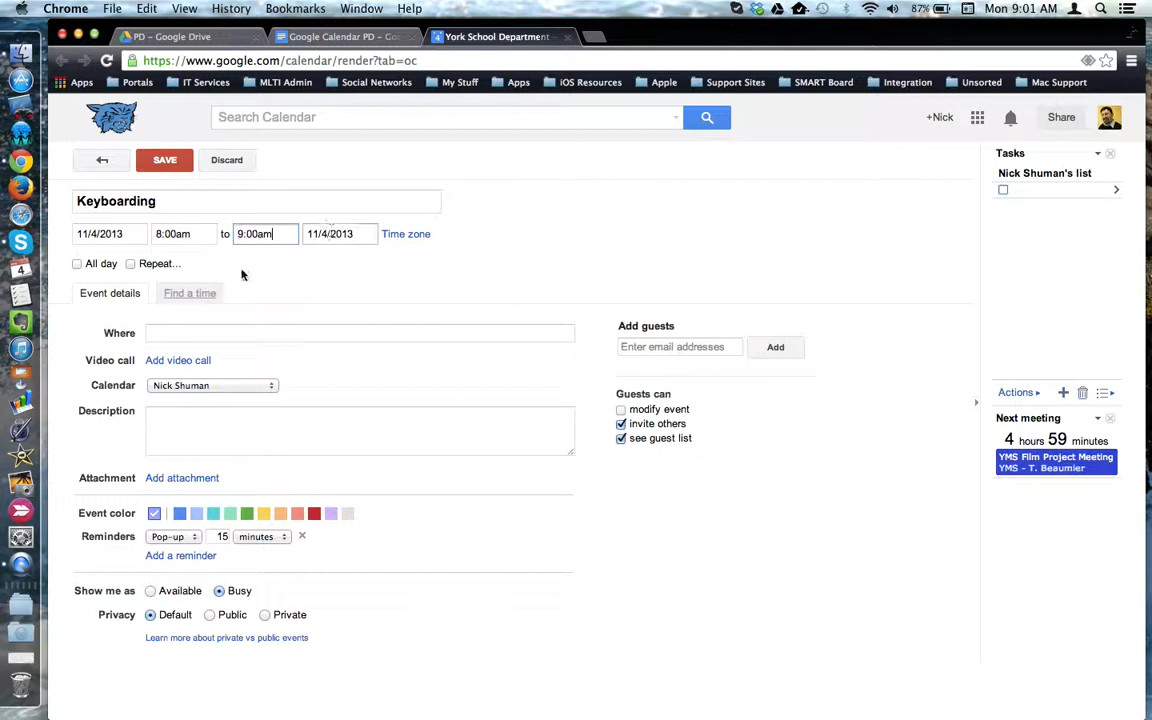 Chrome File Edit View History Bookmarks Window Help 87% Mon 9:01 AM
PD – Google Drive Google Calendar PD – Go York School Department
https://www.google.com/calendar/render?tab=oc
Apps Portals IT Services MLTI Admin Social Networks My Stuff Apps iOS Resources Apple Support Sites SMART Board Integration Unsorted Mac Support
Search Calendar +Nick Share
SAVE Discard
Tasks
Nick Shuman's list
Keyboarding
11/4/2013 8:00am to 9:00am 11/4/2013 Time zone
All day Repeat...
Event details Find a time
Where
Video call Add video call
Calendar Nick Shuman
Description
Attachment Add attachment
Event color
Reminders Pop-up 15 minutes
Add a reminder
Show me as Available Busy
Privacy Default Public Private
Learn more about private vs public events
Add guests
Enter email addresses Add
Guests can
modify event
invite others
see guest list
Actions
Next meeting
4 hours 59 minutes
YMS Film Project Meeting
YMS - T. Beaumier